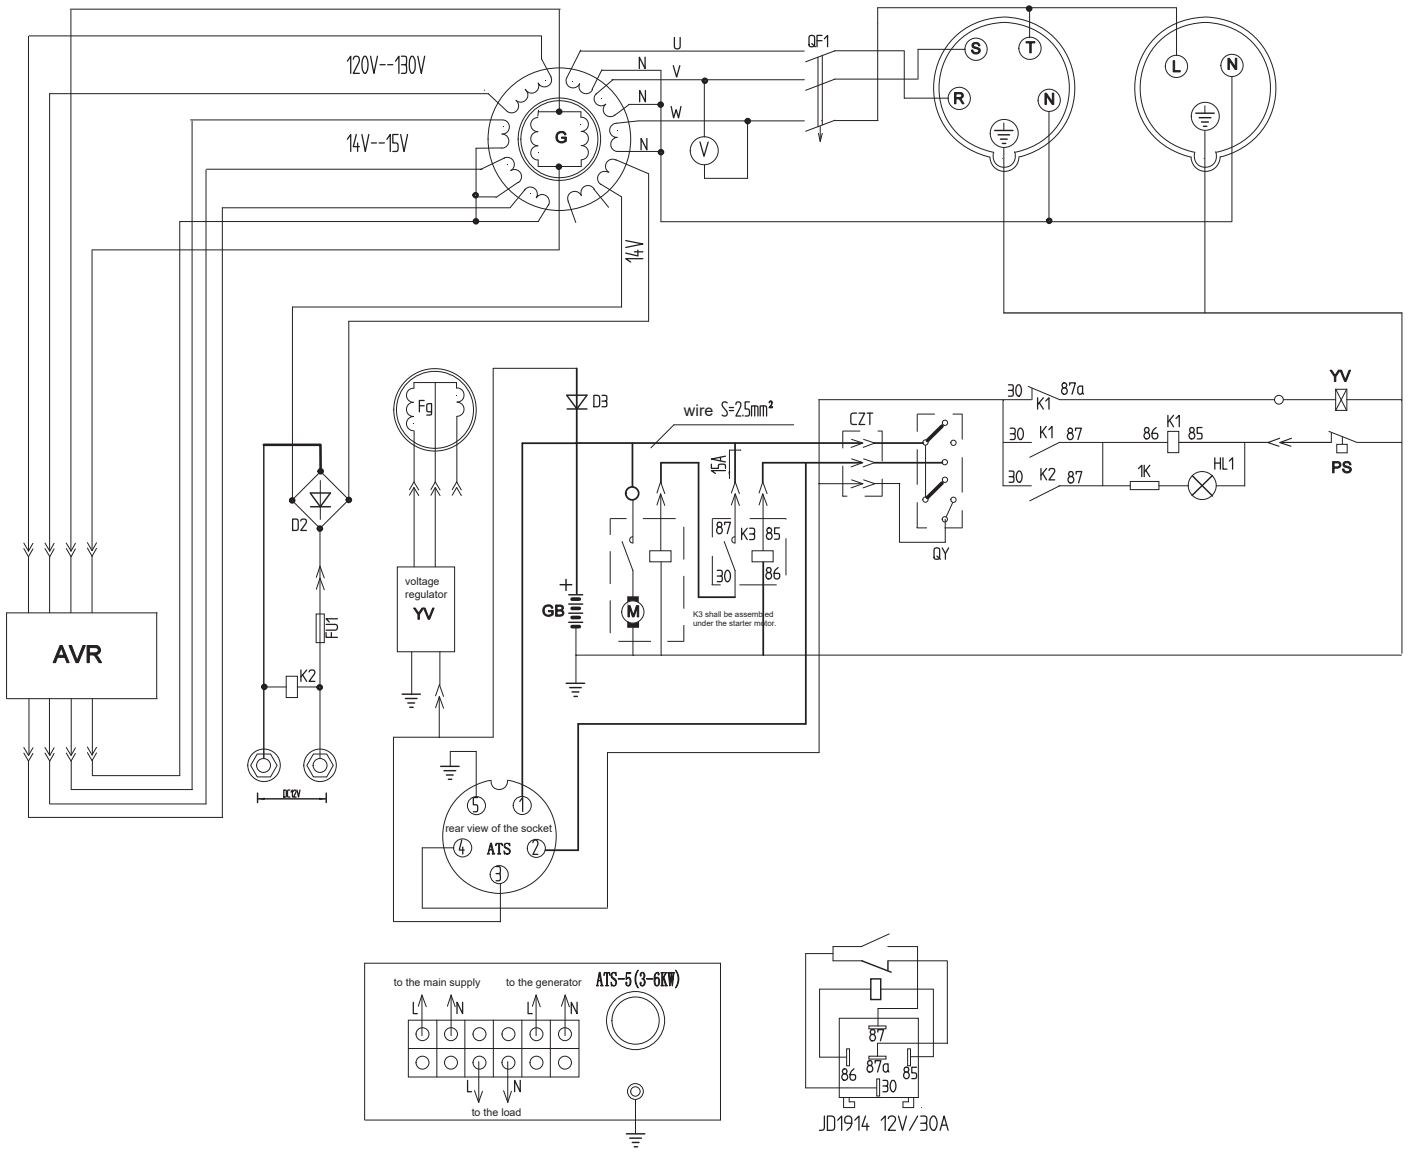 120V--130V
14V--15V
G
U
N
V
N
W
N
V
QF1
S
T
R
N
L
N
14V
Fg
D3
wire S=2.5mm²
CZT
15A
30
K1
87a
YV
30
K1
87
86
K1
85
30
K2
87
1K
HL1
PS
D2
87
K3
85
30
86
QY
voltage
regulator
YV
+
GB
M
K3 shall be assembled
under the starter motor.
FU1
AVR
K2
DC12V
5
1
rear view of the socket
4
ATS
2
3
to the main supply
to the generator
ATS-5(3-6KW)
L
N
L
N
L
N
to the load
87
86
87a
85
30
JD1914 12V/30A